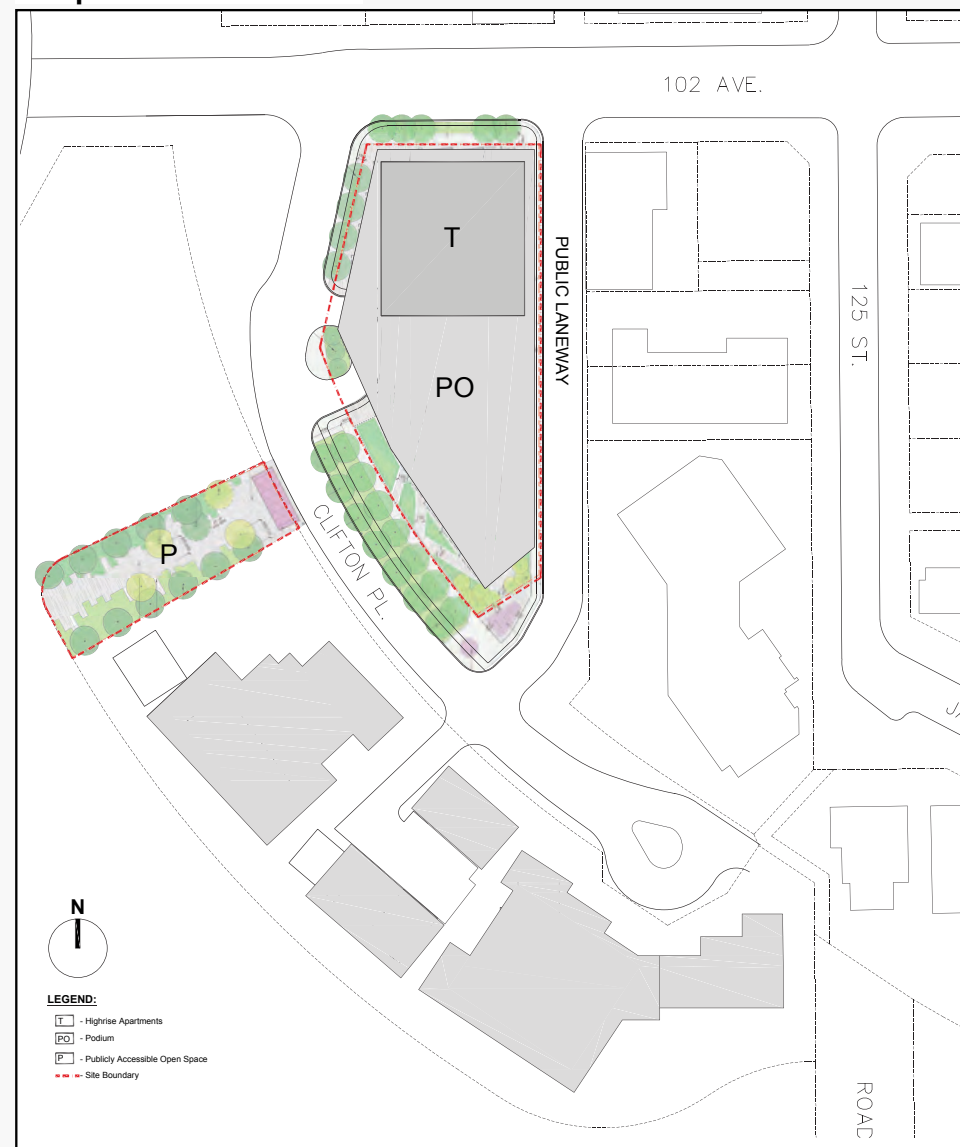 102 AVE.
T
PUBLIC LANEWAY
125 ST.
PO
P
CLIFTON PL.
N
LEGEND:
T - Highrise Apartments
PO - Podium
P - Publicly Accessible Open Space
- Site Boundary
ROAD